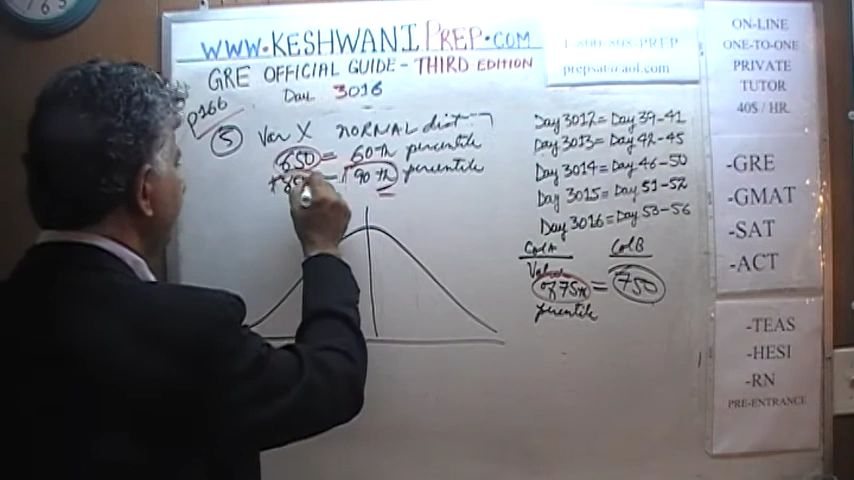 WWW.KESHWANIPREP.COM
GRE OFFICIAL GUIDE - THIRD EDITION
Day 3016
P166
5 Var X NORMAL dist
650 = 60th percentile
= 90th percentile
1-800-808-PREP
prepsat@aol.com
Day 3012 = Day 39-41
Day 3013 = Day 42-45
Day 3014 = Day 46-50
Day 3015 = Day 51-52
Day 3016 = Day 53-56
Col A Col B
Value
of 75th = 750
percentile
ON-LINE
ONE-TO-ONE
PRIVATE
TUTOR
40$ / HR.
-GRE
-GMAT
-SAT
-ACT
-TEAS
-HESI
-RN
PRE-ENTRANCE